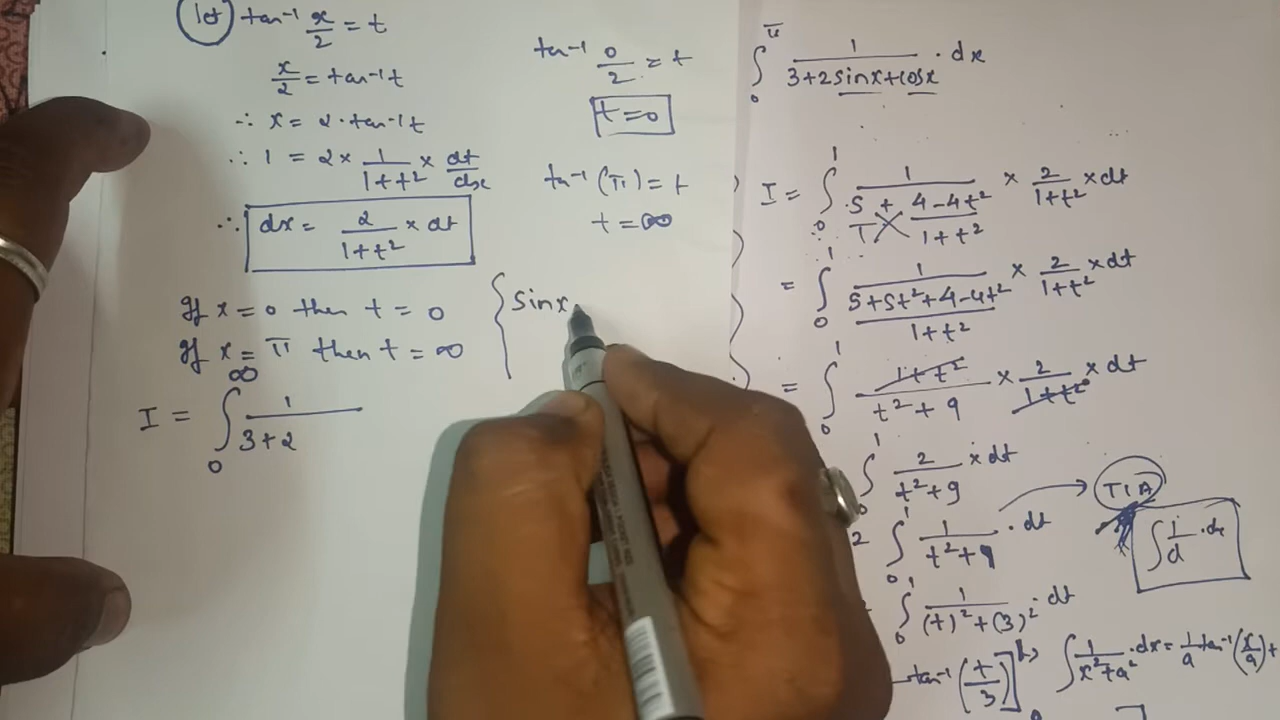 let tan⁻¹ x/2 = t
x/2 = tan⁻¹t
∴ x = 2·tan⁻¹t
∴ 1 = 2 × 1/(1+t²) × dt/dx
∴ dx = 2/(1+t²) × dt
If x = 0 then t = 0
If x = π then t = ∞
I = ∫₀^∞ 1/(3+2
tan⁻¹ 0/2 = t
t = 0
tan⁻¹(π) = t
t = ∞
{ sinx
∫₀^π 1/(3+2sinx+cosx) · dx
I = ∫₀¹ 1/(5/1 + (4-4t²)/(1+t²)) × 2/(1+t²) × dt
= ∫₀¹ 1/((5+5t²+4-4t²)/(1+t²)) × 2/(1+t²) × dt
= ∫₀¹ (1+t²)/(t²+9) × 2/(1+t²) × dt
∫₀¹ 2/(t²+9) × dt
2 ∫₀¹ 1/(t²+9) · dt
∫₀¹ 1/((t)²+(3)²) · dt
tan⁻¹(t/3)]
TIA
∫ 1/d · dx
∫ 1/(x²+a²) · dx = 1/a tan⁻¹(x/a) +